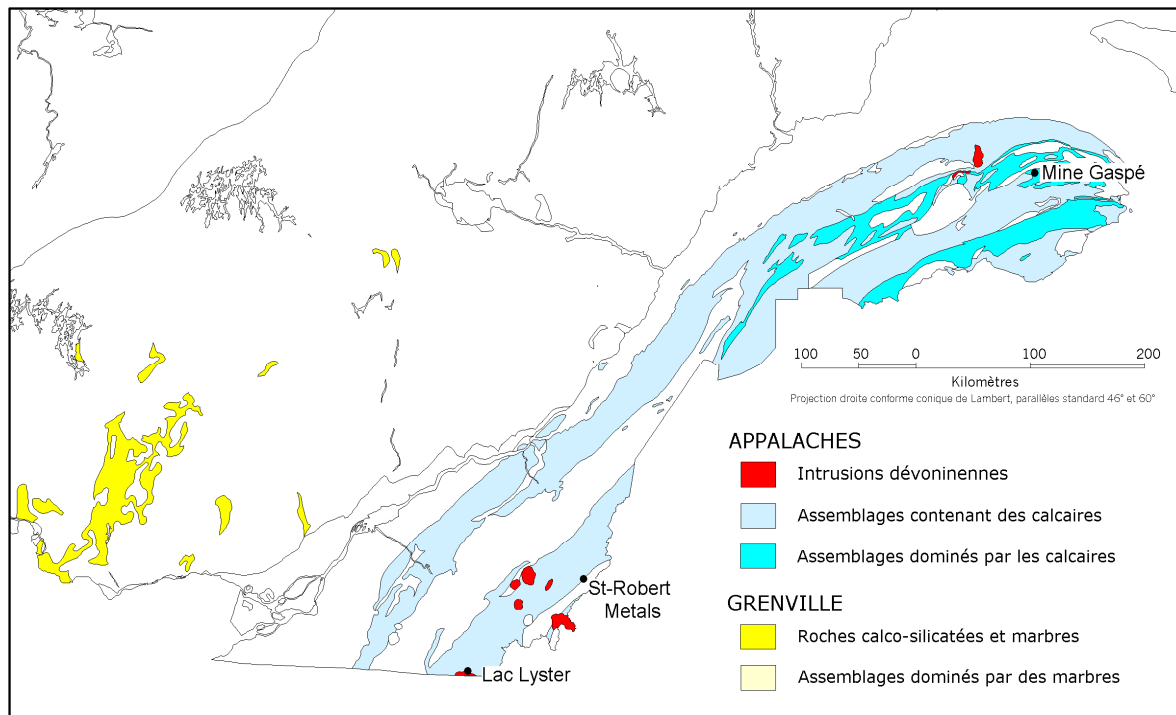 Mine Gaspé
100 50 0 100 200
Kilomètres
Projection droite conforme conique de Lambert, parallèles standard 46° et 60°
APPALACHES
Intrusions dévoninennes
Assemblages contenant des calcaires
Assemblages dominés par les calcaires
GRENVILLE
Roches calco-silicatées et marbres
Assemblages dominés par des marbres
St-Robert
Metals
Lac Lyster